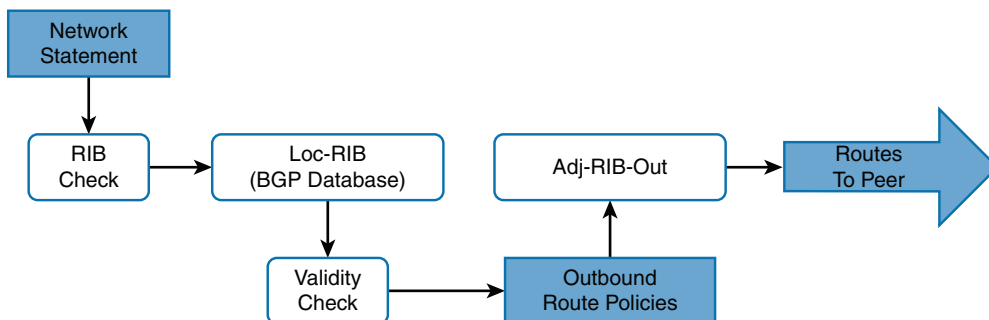 Network
Statement
RIB
Check
Loc-RIB
(BGP Database)
Validity
Check
Outbound
Route Policies
Adj-RIB-Out
Routes
To Peer